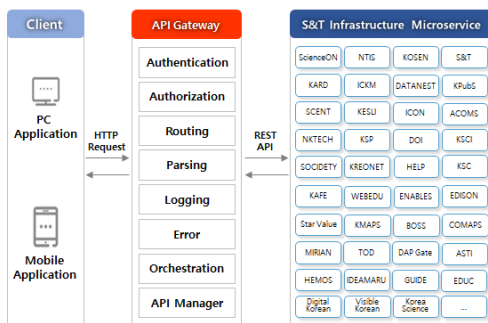 Client
PC
Application
Mobile
Application
HTTP
Request
API Gateway
Authentication
Authorization
Routing
Parsing
Logging
Error
Orchestration
API Manager
REST
API
S&T Infrastructure Microservice
ScienceON NTIS KOSEN S&T
KARD ICKM DATANEST KPubS
SCENT KESLI ICON ACOMS
NKTECH KSP DOI KSCI
SOCIDETY KREONET HELP KSC
KAFE WEBEDU ENABLES EDISON
Star Value KMAPS BOSS COMAPS
MIRIAN TOD DAP Gate ASTI
HEMOS IDEAMARU GUIDE EDUC
Digital Visible Korea ...
Korean Korean Science